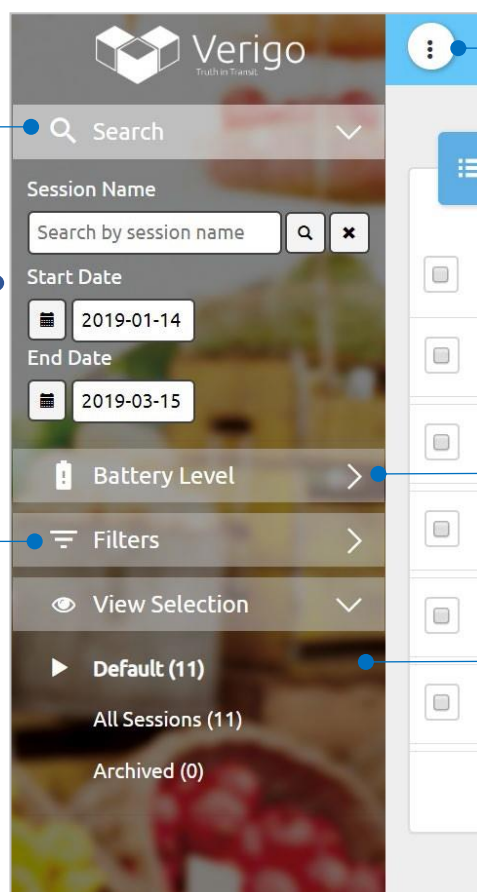 Verigo
Truth in Transit.
Search
Session Name
Search by session name
Start Date
2019-01-14
End Date
2019-03-15
Battery Level
Filters
View Selection
Default (11)
All Sessions (11)
Archived (0)